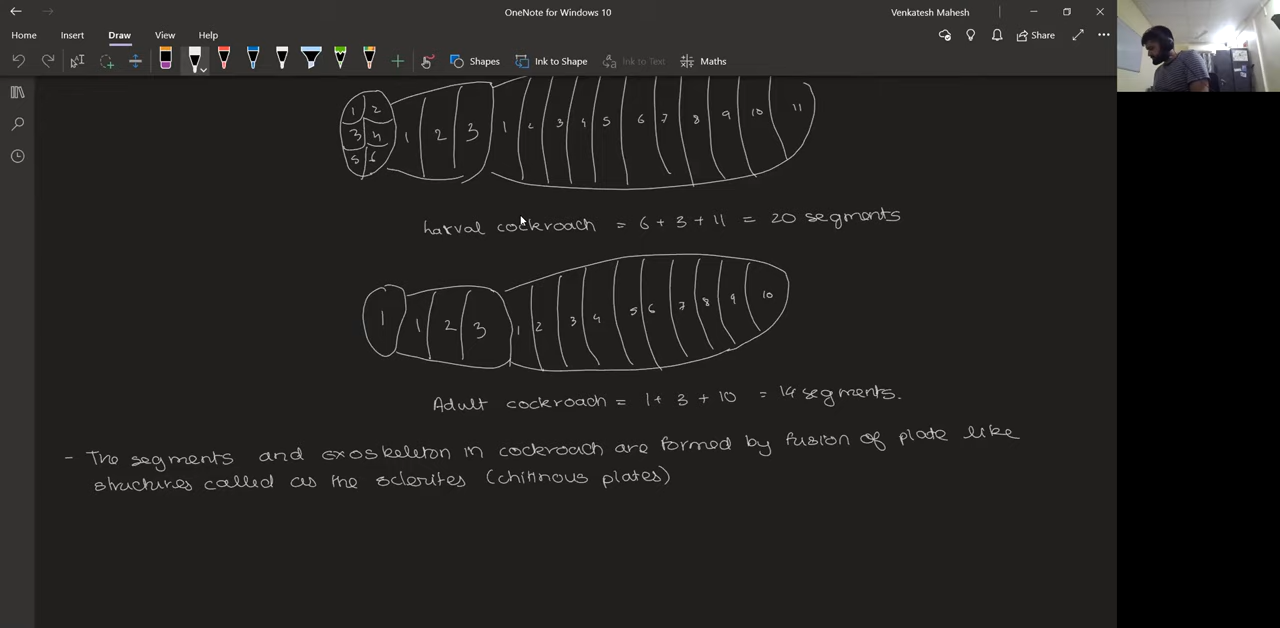 OneNote for Windows 10
Venkatesh Mahesh
Home Insert Draw View Help
Share
Shapes Ink to Shape Ink to Text Maths
1 2
3 4
5 6
1 2 3
1 2 3 4 5 6 7 8 9 10 11
Larval cockroach = 6 + 3 + 11 = 20 segments
1 1 2 3 1 2 3 4 5 6 7 8 9 10
Adult cockroach = 1 + 3 + 10 = 14 segments.
- The segments and exoskeleton in cockroach are formed by fusion of plate like
structures called as the sclerites (chitinous plates)